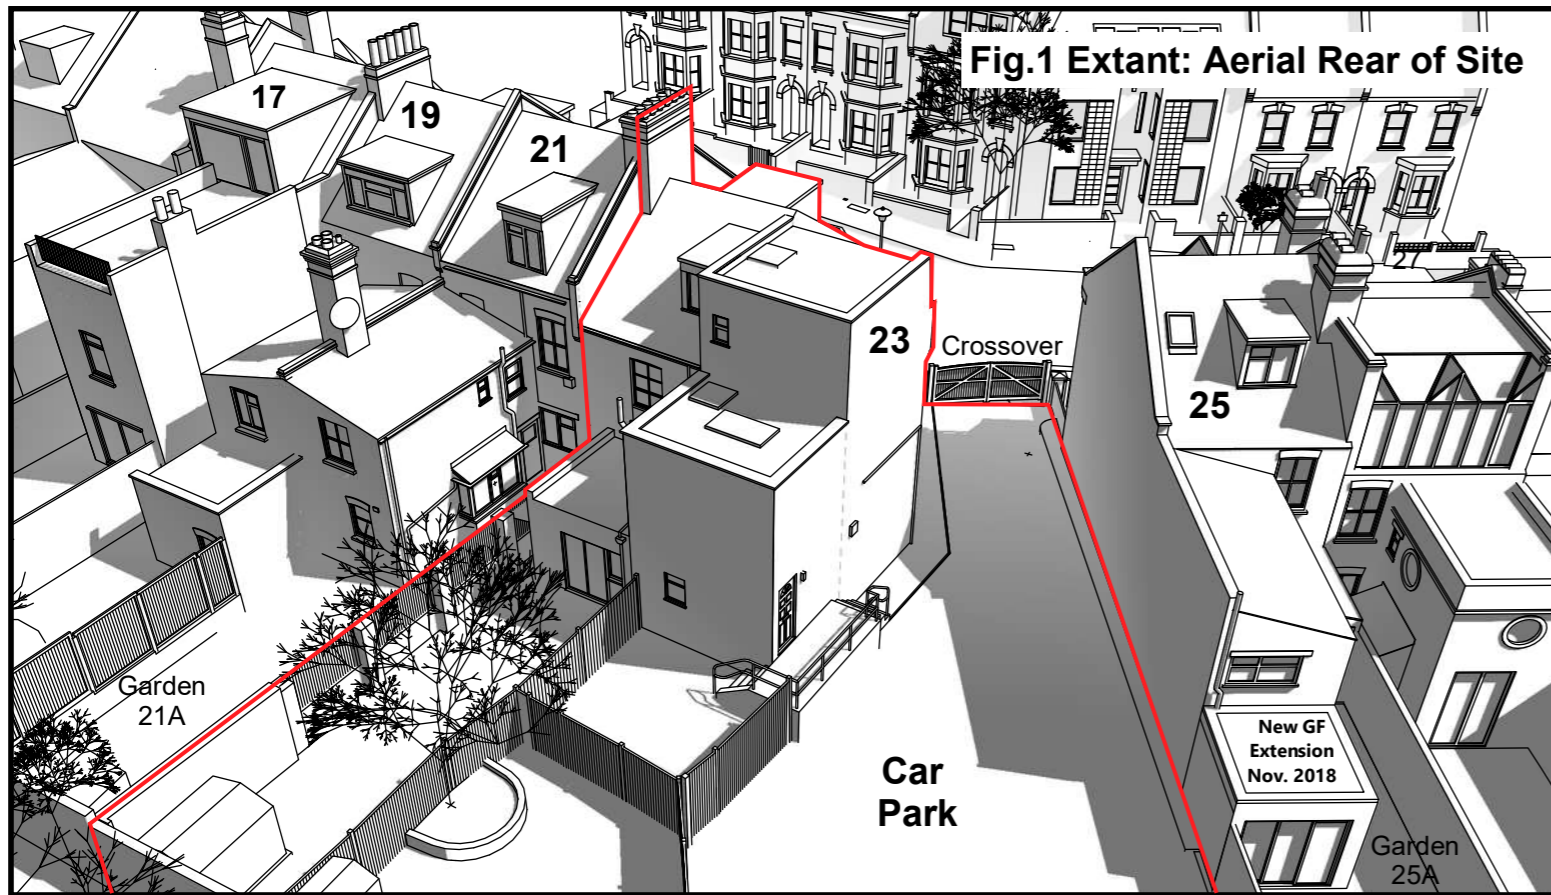 Fig.1 Extant: Aerial Rear of Site
17
19
21
23
Crossover
25
27
Garden
21A
Car
Park
New GF
Extension
Nov. 2018
Garden
25A